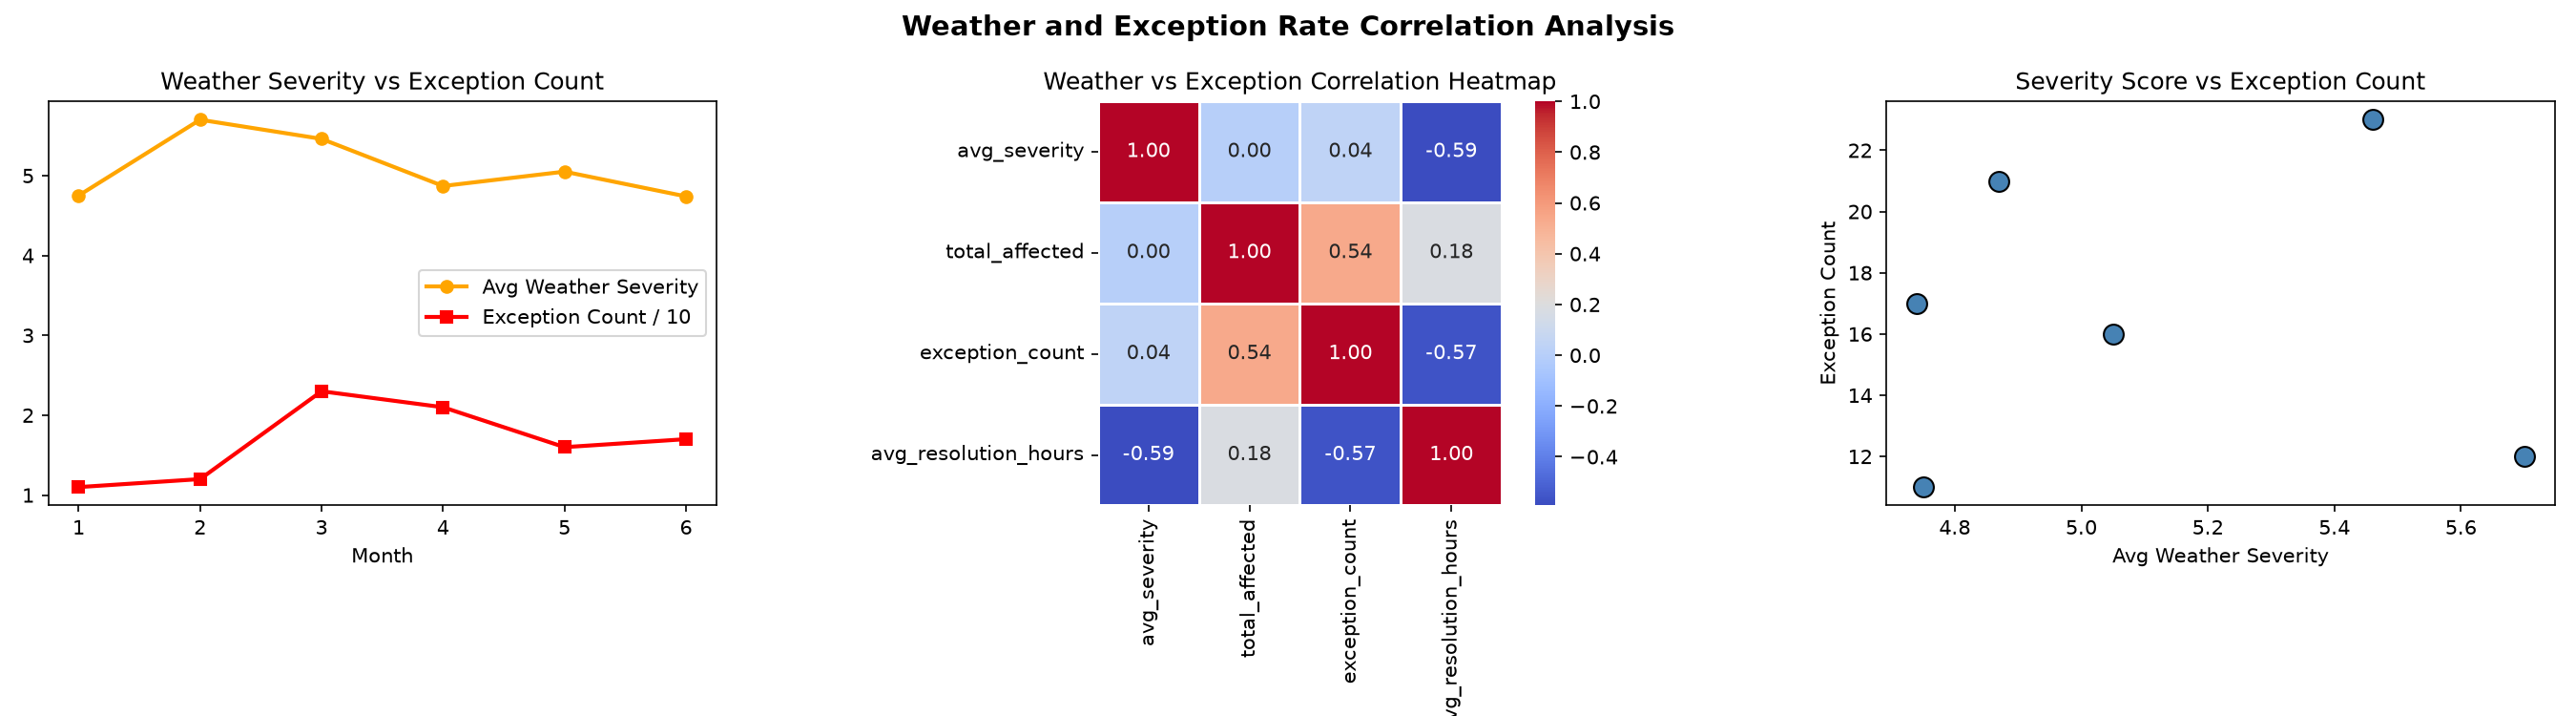 Weather and Exception Rate Correlation Analysis
Weather Severity vs Exception Count
5
4
3
2
1
Avg Weather Severity
Exception Count / 10
1 2 3 4 5 6
Month
Weather vs Exception Correlation Heatmap
avg_severity 1.00 0.00 0.04 -0.59
total_affected 0.00 1.00 0.54 0.18
exception_count 0.04 0.54 1.00 -0.57
avg_resolution_hours -0.59 0.18 -0.57 1.00
avg_severity
total_affected
exception_count
vg_resolution_hours
1.0
0.8
0.6
0.4
0.2
0.0
−0.2
−0.4
Severity Score vs Exception Count
Exception Count
22
20
18
16
14
12
4.8 5.0 5.2 5.4 5.6
Avg Weather Severity